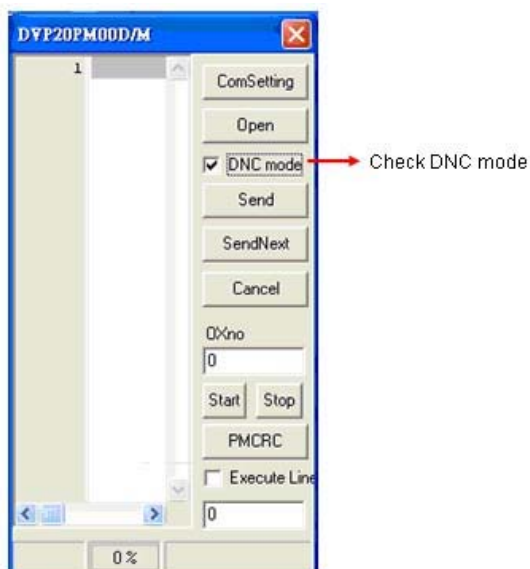 DVP20PM00D/M
1
ComSetting
Open
DNC mode
Check DNC mode
Send
SendNext
Cancel
OXno
0
Start Stop
PMCRC
Execute Line
0
0 %